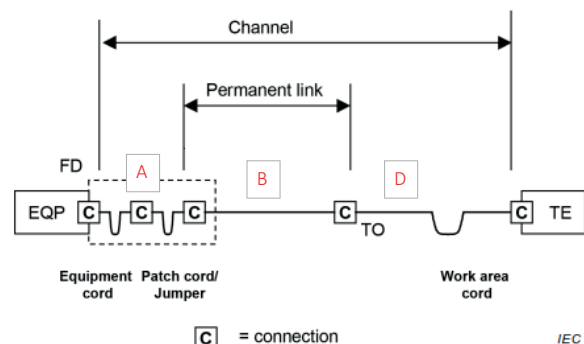 Channel
Permanent link
FD
A
B
D
EQP
C
C
C
C
TO
C
TE
Equipment
cord
Patch cord/
Jumper
Work area
cord
C = connection
IEC